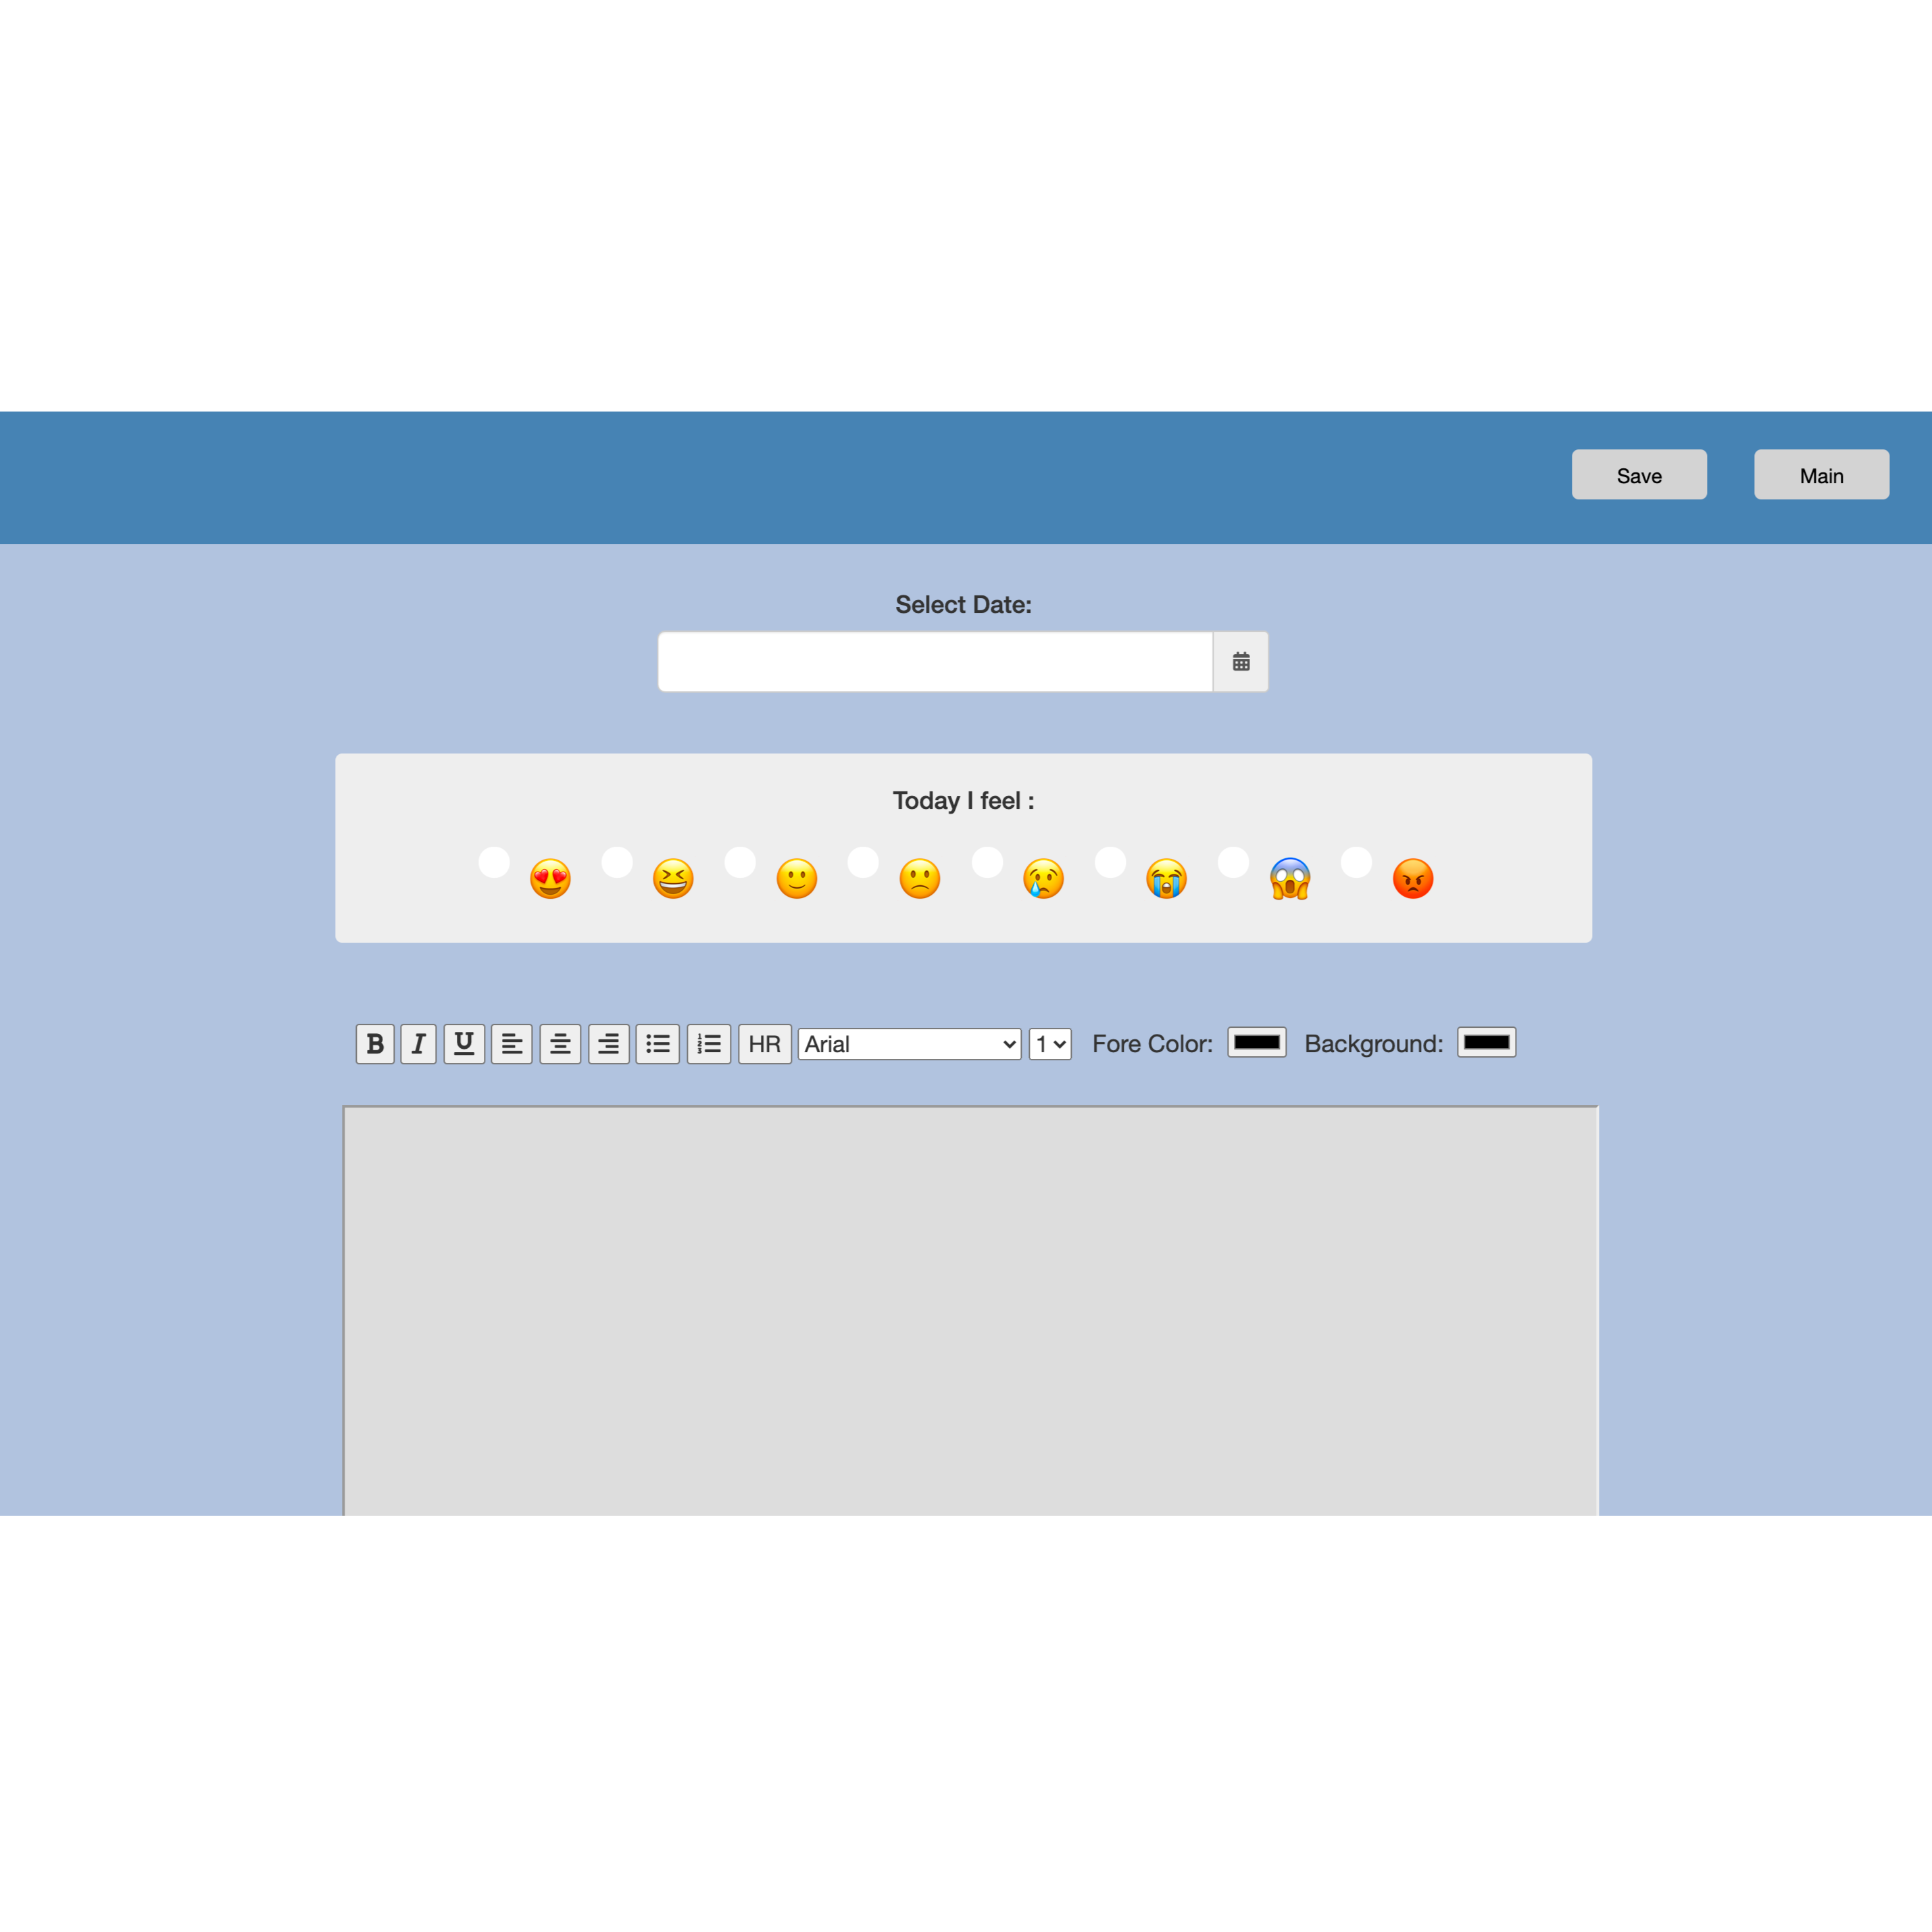 Save Main
Select Date:
Today I feel :
B I U HR Arial 1 Fore Color: Background: